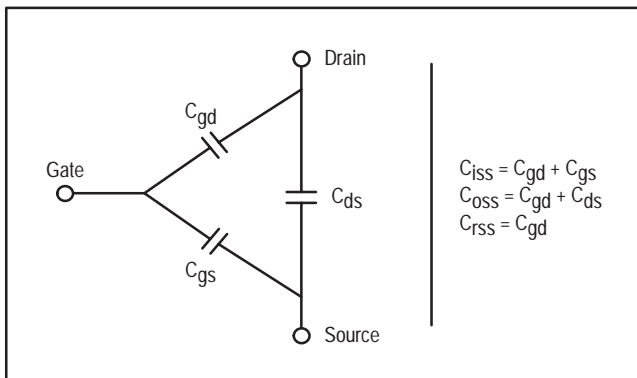 Drain
Cgd
Gate
Cds
Cgs
Source
Ciss = Cgd + Cgs
Coss = Cgd + Cds
Crss = Cgd